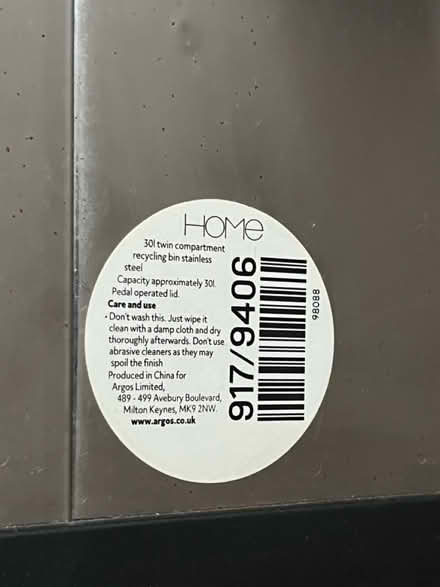 HOMe
30l twin compartment
recycling bin stainless
steel
Capacity approximately 30l.
Pedal operated lid.
Care and use
• Don't wash this. Just wipe it
clean with a damp cloth and dry
thoroughly afterwards. Don't use
abrasive cleaners as they may
spoil the finish
Produced in China for
Argos Limited,
489 - 499 Avebury Boulevard,
Milton Keynes, MK9 2NW.
www.argos.co.uk
917/9406
98088